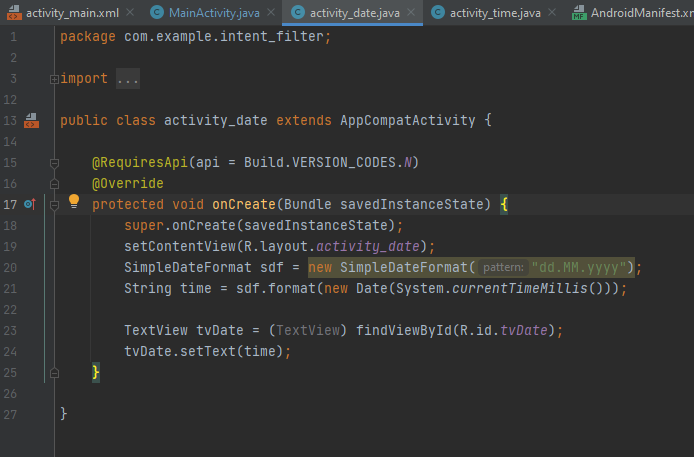 activity_main.xml MainActivity.java activity_date.java activity_time.java AndroidManifest.xm
1 package com.example.intent_filter;
2
3 import ...
12
13 public class activity_date extends AppCompatActivity {
14
15 @RequiresApi(api = Build.VERSION_CODES.N)
16 @Override
17 protected void onCreate(Bundle savedInstanceState) {
18 super.onCreate(savedInstanceState);
19 setContentView(R.layout.activity_date);
20 SimpleDateFormat sdf = new SimpleDateFormat( pattern: "dd.MM.yyyy");
21 String time = sdf.format(new Date(System.currentTimeMillis()));
22
23 TextView tvDate = (TextView) findViewById(R.id.tvDate);
24 tvDate.setText(time);
25 }
26
27 }